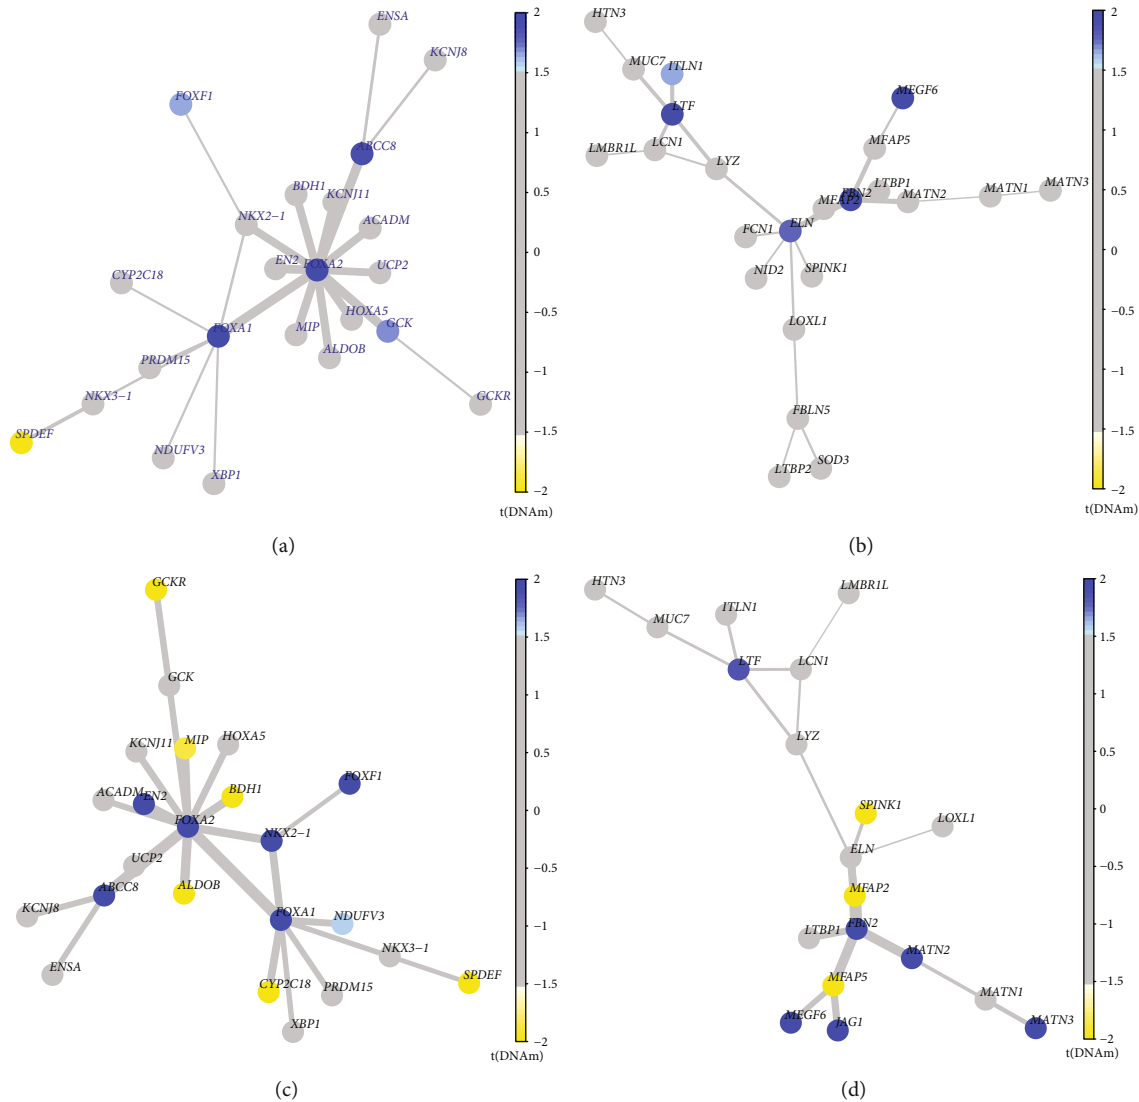 ENSA
KCNJ8
FOXF1
ABCC8
BDH1
KCNJ11
NKX2−1
ACADM
EN2
FOXA2
UCP2
CYP2C18
HOXA5
GCK
FOXA1
MIP
ALDOB
PRDM15
NKX3−1
GCKR
SPDEF
NDUFV3
XBP1
2
1.5
1
0.5
0
−0.5
−1
−1.5
−2
t(DNAm)
(a)
HTN3
MUC7
ITLN1
LTF
MEGF6
LMBR1L
LCN1
LYZ
MFAP5
LTBP1
FBN2
MFAP2
MATN2
MATN1
MATN3
FCN1
ELN
NID2
SPINK1
LOXL1
FBLN5
LTBP2
SOD3
2
1.5
1
0.5
0
−0.5
−1
−1.5
−2
t(DNAm)
(b)
GCKR
GCK
KCNJ11
MIP
HOXA5
ACADM
EN2
BDH1
FOXF1
FOXA2
NKX2−1
UCP2
ABCC8
ALDOB
KCNJ8
FOXA1
NDUFV3
ENSA
NKX3−1
CYP2C18
PRDM15
SPDEF
XBP1
2
1.5
1
0.5
0
−0.5
−1
−1.5
−2
t(DNAm)
(c)
HTN3
LMBR1L
MUC7
ITLN1
LTF
LCN1
LYZ
SPINK1
LOXL1
ELN
MFAP2
LTBP1
FBN2
MATN2
MFAP5
MATN1
MEGF6
JAG1
MATN3
2
1.5
1
0.5
0
−0.5
−1
−1.5
−2
t(DNAm)
(d)